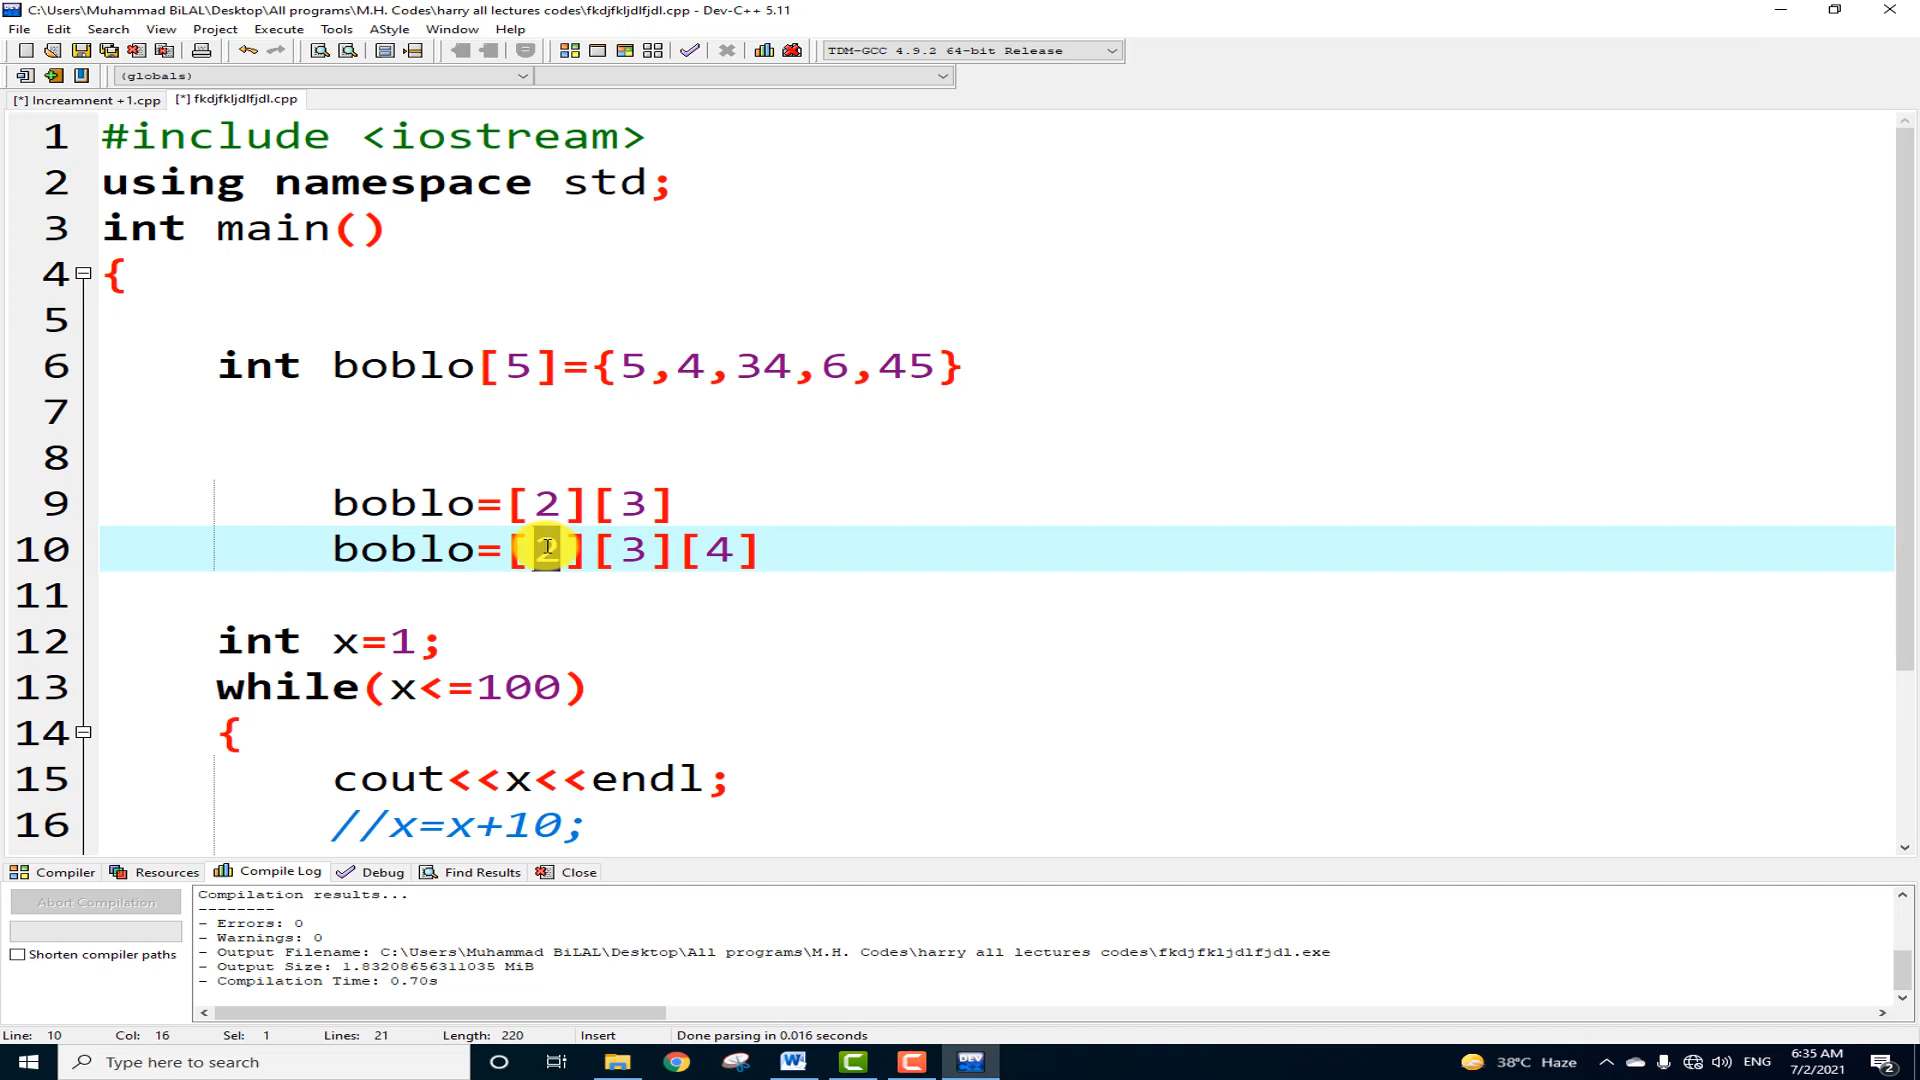 C:\Users\Muhammad BiLAL\Desktop\All programs\M.H. Codes\harry all lectures codes\fkdjfkljdlfjdl.cpp - Dev-C++ 5.11
File Edit Search View Project Execute Tools AStyle Window Help
TDM-GCC 4.9.2 64-bit Release
(globals)
[*] Increamnent +1.cpp [*] fkdjfkljdlfjdl.cpp
1 #include <iostream>
2 using namespace std;
3 int main()
4 {
5
6 int boblo[5]={5,4,34,6,45}
7
8
9 boblo=[2][3]
10 boblo=[2][3][4]
11
12 int x=1;
13 while(x<=100)
14 {
15 cout<<x<<endl;
16 //x=x+10;
Compiler Resources Compile Log Debug Find Results Close
Abort Compilation
Shorten compiler paths
Compilation results...
--------
- Errors: 0
- Warnings: 0
- Output Filename: C:\Users\Muhammad BiLAL\Desktop\All programs\M.H. Codes\harry all lectures codes\fkdjfkljdlfjdl.exe
- Output Size: 1.83208656311035 MiB
- Compilation Time: 0.70s
Line: 10 Col: 16 Sel: 1 Lines: 21 Length: 220 Insert Done parsing in 0.016 seconds
Type here to search
38°C Haze
ENG
6:35 AM
7/2/2021
2